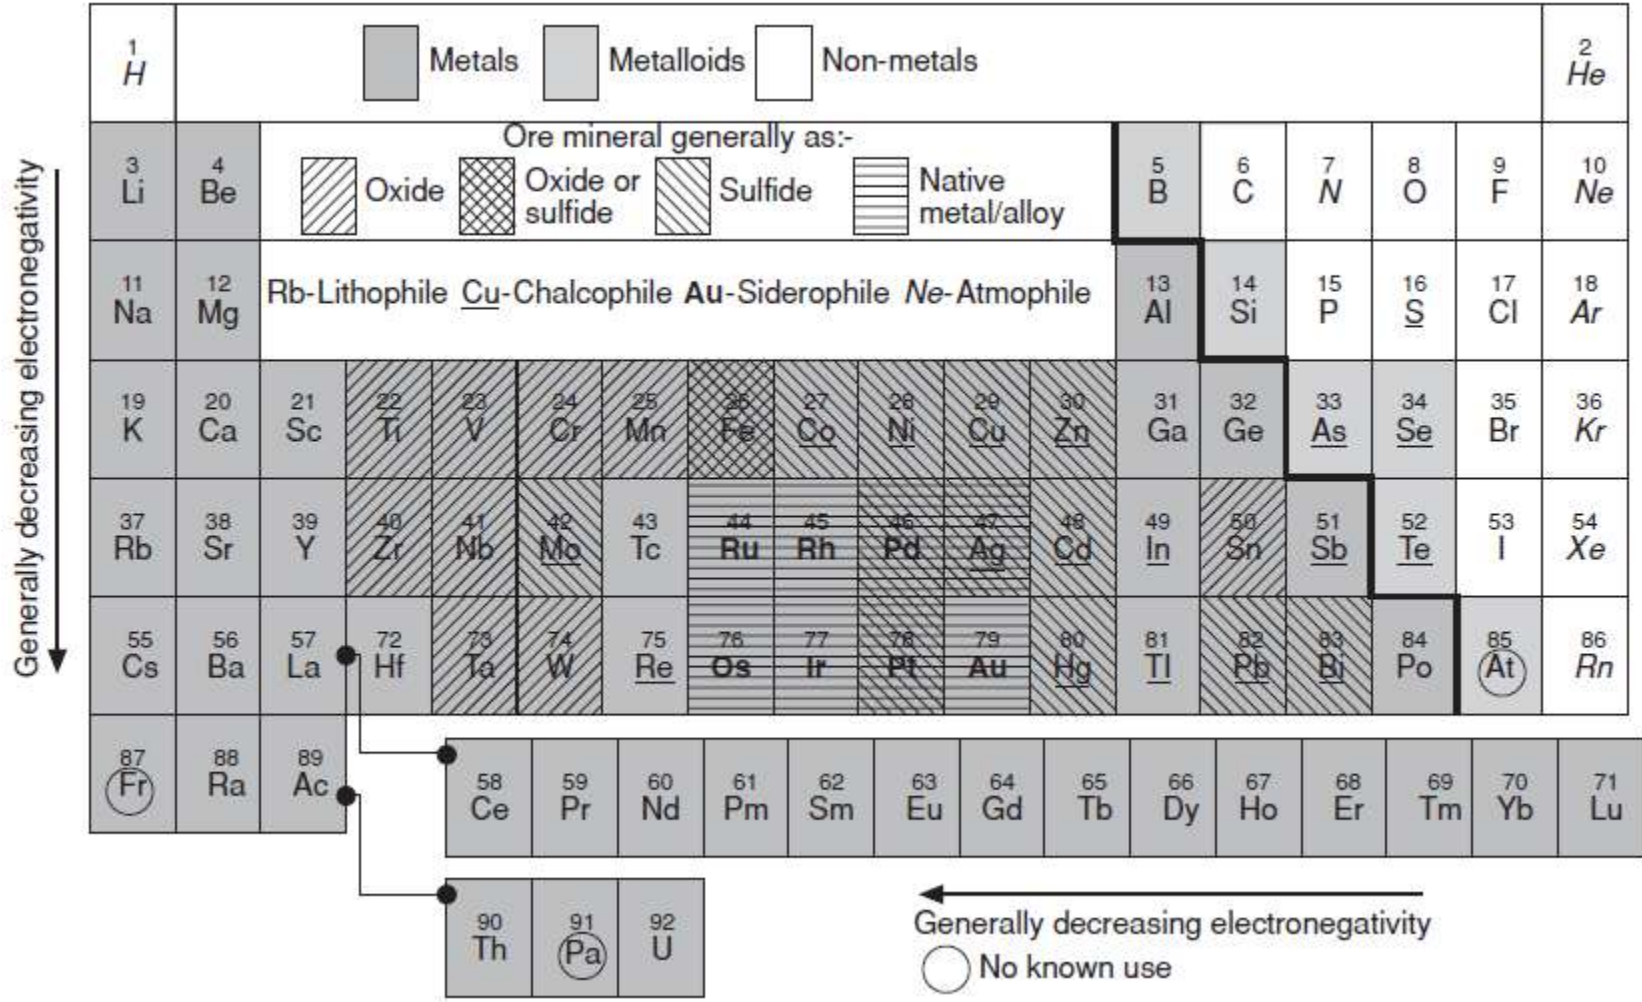 1 2
H Metals Metalloids Non-metals He
Ore mineral generally as:-
3 4 5 6 7 8 9 10
Li Be Oxide Oxide or sulfide Sulfide Native metal/alloy B C N O F Ne
11 12 13 14 15 16 17 18
Na Mg Rb-Lithophile Cu-Chalcophile Au-Siderophile Ne-Atmophile Al Si P S Cl Ar
19 20 21 22 23 24 25 26 27 28 29 30 31 32 33 34 35 36
K Ca Sc Ti V Cr Mn Fe Co Ni Cu Zn Ga Ge As Se Br Kr
37 38 39 40 41 42 43 44 45 46 47 48 49 50 51 52 53 54
Rb Sr Y Zr Nb Mo Tc Ru Rh Pd Ag Cd In Sn Sb Te I Xe
55 56 57 72 73 74 75 76 77 78 79 80 81 82 83 84 85 86
Cs Ba La Hf Ta W Re Os Ir Pt Au Hg Tl Pb Bi Po At Rn
87 88 89
Fr Ra Ac
58 59 60 61 62 63 64 65 66 67 68 69 70 71
Ce Pr Nd Pm Sm Eu Gd Tb Dy Ho Er Tm Yb Lu
90 91 92
Th Pa U
Generally decreasing electronegativity
Generally decreasing electronegativity
No known use